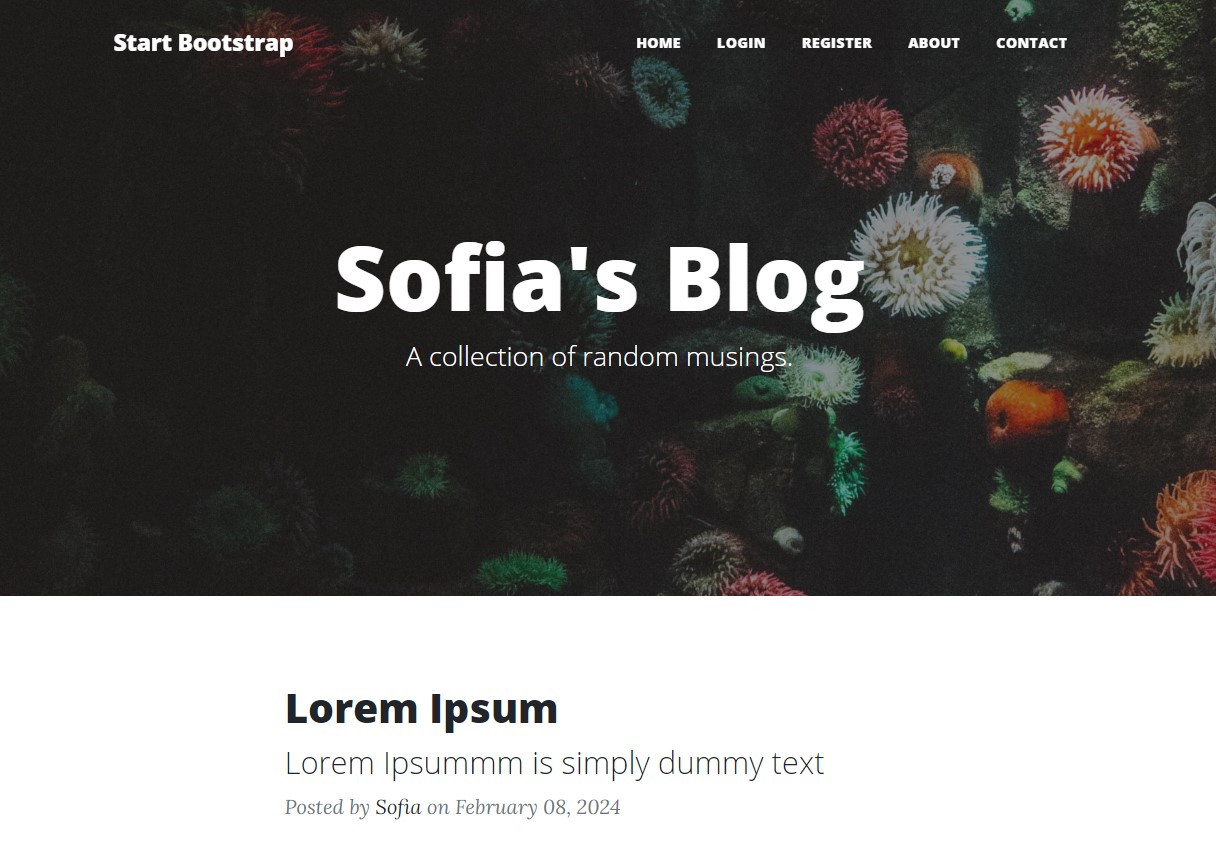 Start Bootstrap
HOME LOGIN REGISTER ABOUT CONTACT
Sofia's Blog
A collection of random musings.
Lorem Ipsum
Lorem Ipsummm is simply dummy text
Posted by Sofia on February 08, 2024